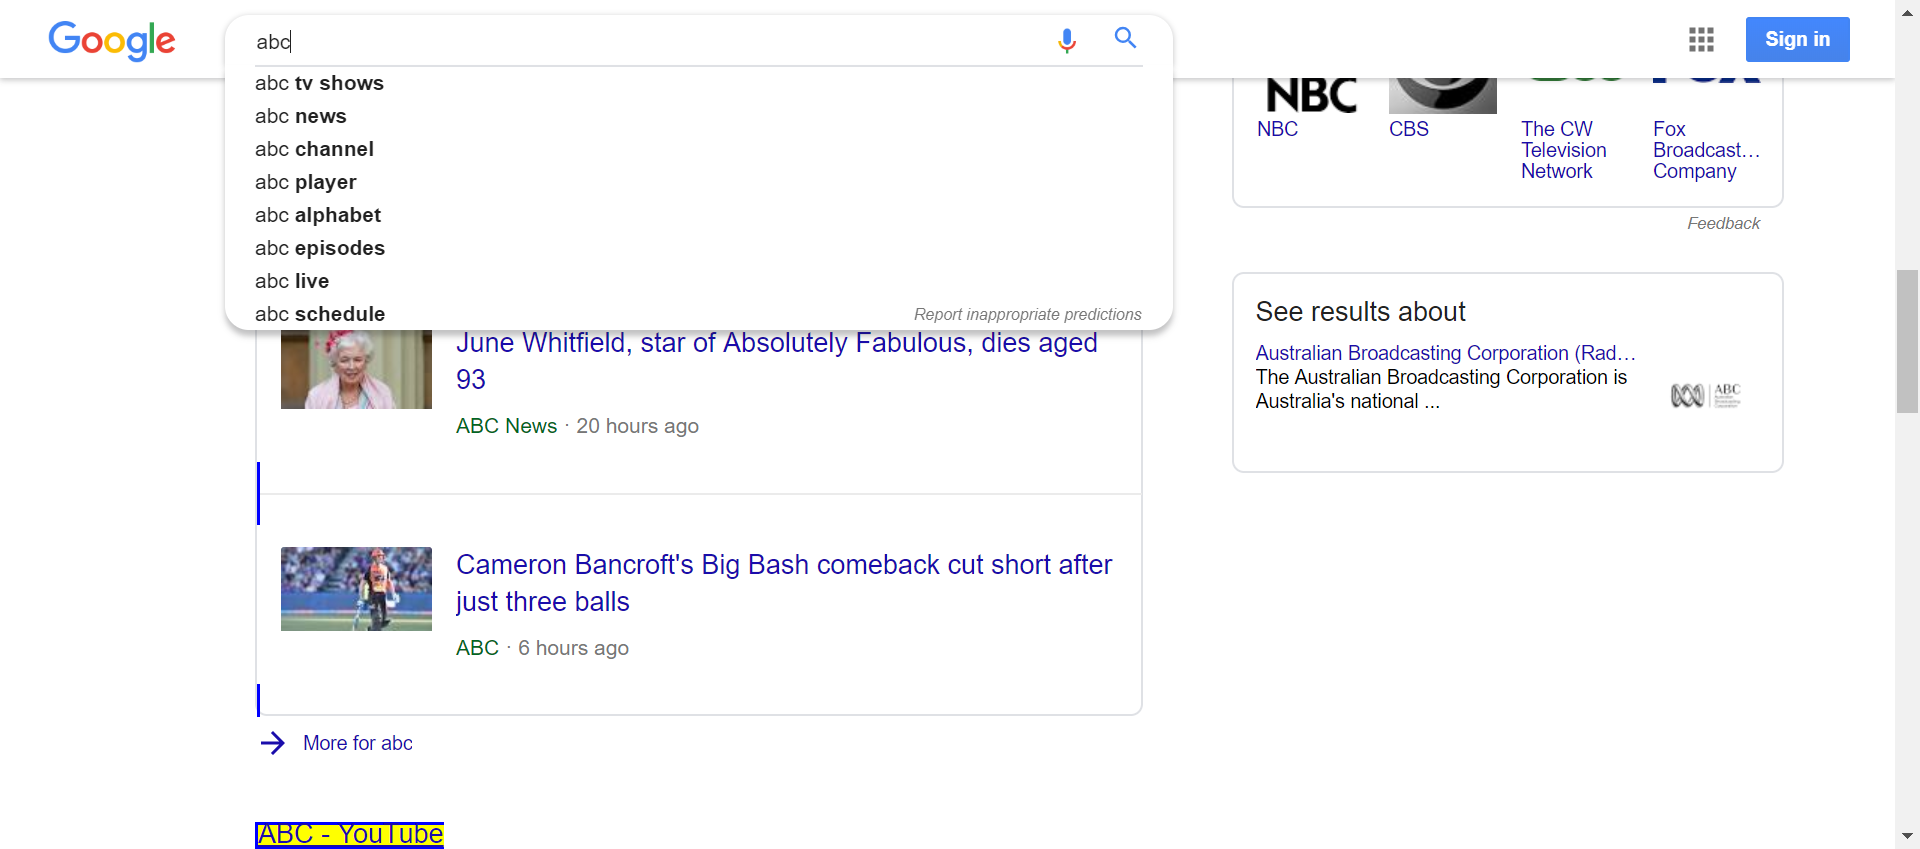 Google
abc
Sign in
abc tv shows
abc news
abc channel
abc player
abc alphabet
abc episodes
abc live
abc schedule
Report inappropriate predictions
June Whitfield, star of Absolutely Fabulous, dies aged
93
ABC News · 20 hours ago
Cameron Bancroft's Big Bash comeback cut short after
just three balls
ABC · 6 hours ago
More for abc
ABC - YouTube
NBC
NBC
CBS
The CW
Television
Network
FOX
Fox
Broadcast…
Company
Feedback
See results about
Australian Broadcasting Corporation (Rad…
The Australian Broadcasting Corporation is
Australia's national ...
ABC